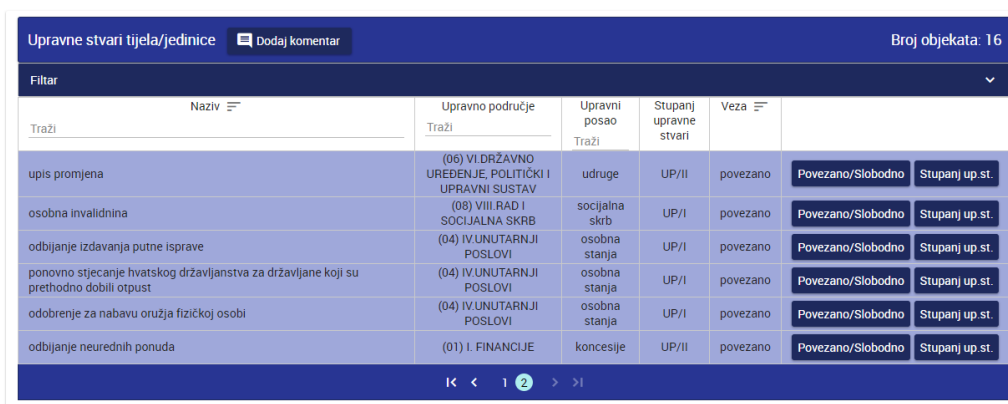 Upravne stvari tijela/jedinice Dodaj komentar Broj objekata: 16
Filtar
Naziv Upravno područje Upravni posao Stupanj upravne stvari Veza
Traži Traži Traži
upis promjena (06) VI.DRŽAVNO UREĐENJE, POLITIČKI I UPRAVNI SUSTAV udruge UP/II povezano Povezano/Slobodno Stupanj up.st.
osobna invalidnina (08) VIII.RAD I SOCIJALNA SKRB socijalna skrb UP/I povezano Povezano/Slobodno Stupanj up.st.
odbijanje izdavanja putne isprave (04) IV.UNUTARNJI POSLOVI osobna stanja UP/I povezano Povezano/Slobodno Stupanj up.st.
ponovno stjecanje hvatskog državljanstva za državljane koji su prethodno dobili otpust (04) IV.UNUTARNJI POSLOVI osobna stanja UP/I povezano Povezano/Slobodno Stupanj up.st.
odobrenje za nabavu oružja fizičkoj osobi (04) IV.UNUTARNJI POSLOVI osobna stanja UP/I povezano Povezano/Slobodno Stupanj up.st.
odbijanje neurednih ponuda (01) I. FINANCIJE koncesije UP/II povezano Povezano/Slobodno Stupanj up.st.
1 2